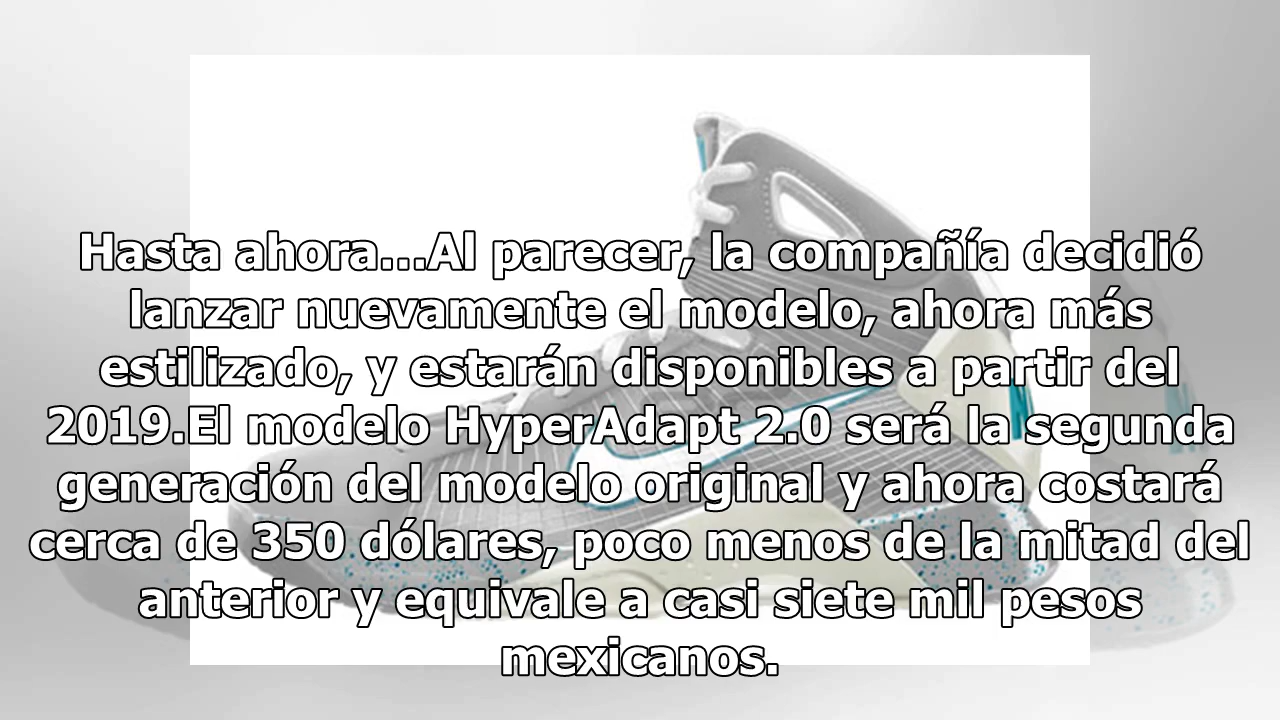 Hasta ahora...Al parecer, la compañía decidió
lanzar nuevamente el modelo, ahora más
estilizado, y estarán disponibles a partir del
2019.El modelo HyperAdapt 2.0 será la segunda
generación del modelo original y ahora costará
cerca de 350 dólares, poco menos de la mitad del
anterior y equivale a casi siete mil pesos
mexicanos.